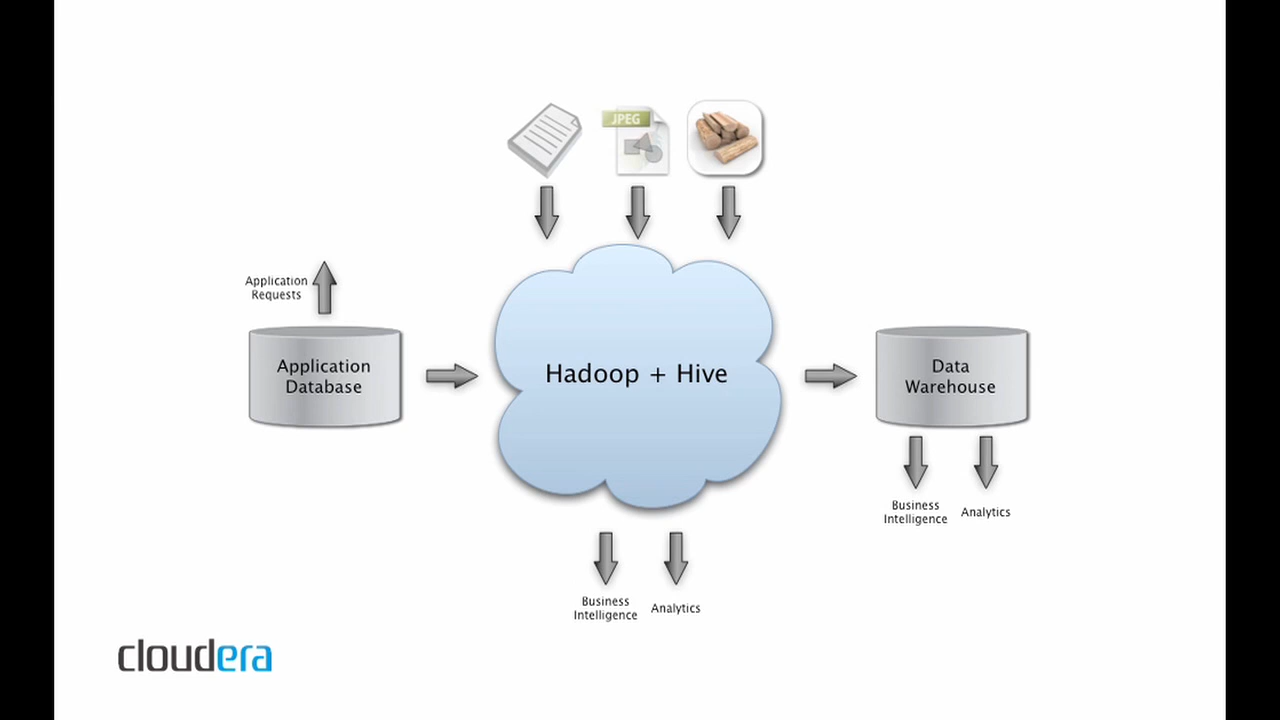 JPEG
Application
Requests
Application
Database
Hadoop + Hive
Data
Warehouse
Business
Intelligence
Analytics
Business
Intelligence
Analytics
cloudera